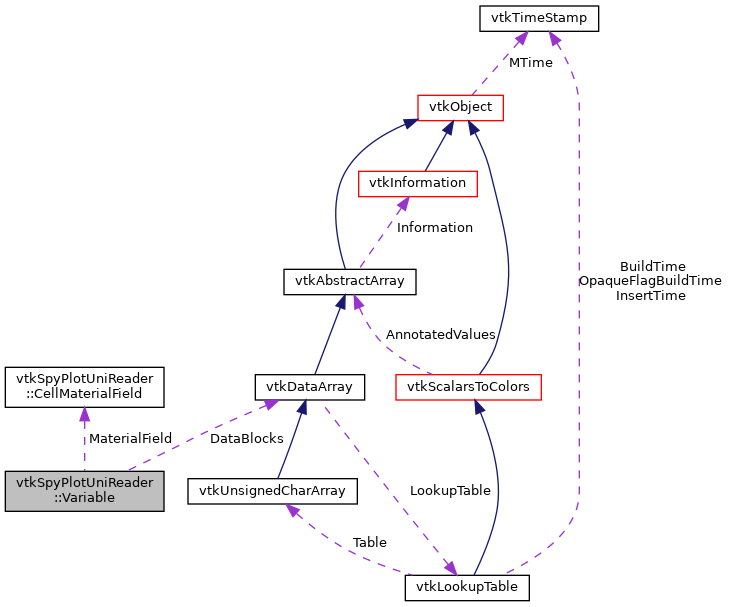 vtkTimeStamp
MTime
vtkObject
vtkInformation
Information
BuildTime
OpaqueFlagBuildTime
InsertTime
vtkAbstractArray
AnnotatedValues
vtkSpyPlotUniReader
::CellMaterialField
vtkDataArray
vtkScalarsToColors
MaterialField
DataBlocks
vtkSpyPlotUniReader
::Variable
vtkUnsignedCharArray
LookupTable
Table
vtkLookupTable